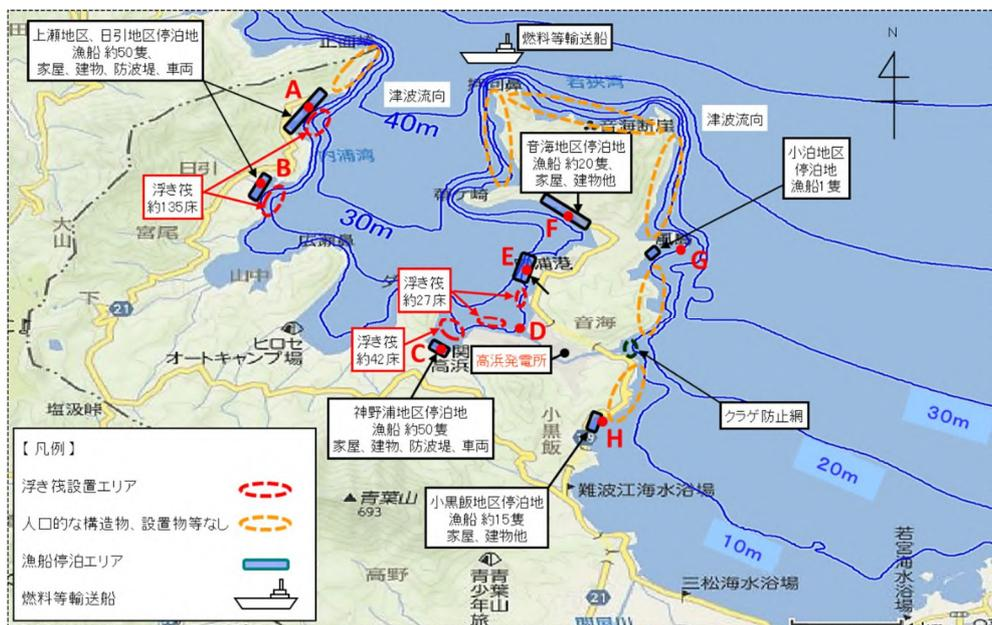 上瀬地区、日引地区停泊地
漁船 約50隻、
家屋、建物、防波堤、車両
燃料等輸送船
N
若狭湾
津波流向
40m
A
津波流向
音海断崖
内浦湾
音海地区停泊地
漁船 約20隻、
家屋、建物他
小泊地区
停泊地
漁船1隻
日引
B
浮き筏
約135床
大山
宮尾
30m
F
広瀬鼻
G
E
山中
下
21
浮き筏
約27床
音海
D
ヒロセ
オートキャンプ場
浮き筏
約42床
C
高浜
高浜発電所
塩汲峠
神野浦地区停泊地
漁船 約50隻
家屋、建物、防波堤、車両
クラゲ防止網
小黒飯
H
30m
20m
10m
難波江海水浴場
青葉山
693
小黒飯地区停泊地
漁船 約15隻
家屋、建物他
【 凡例 】
浮き筏設置エリア
人口的な構造物、設置物等なし
漁船停泊エリア
燃料等輸送船
高野
青葉山
青少年旅
21
三松海水浴場
若宮海水浴場